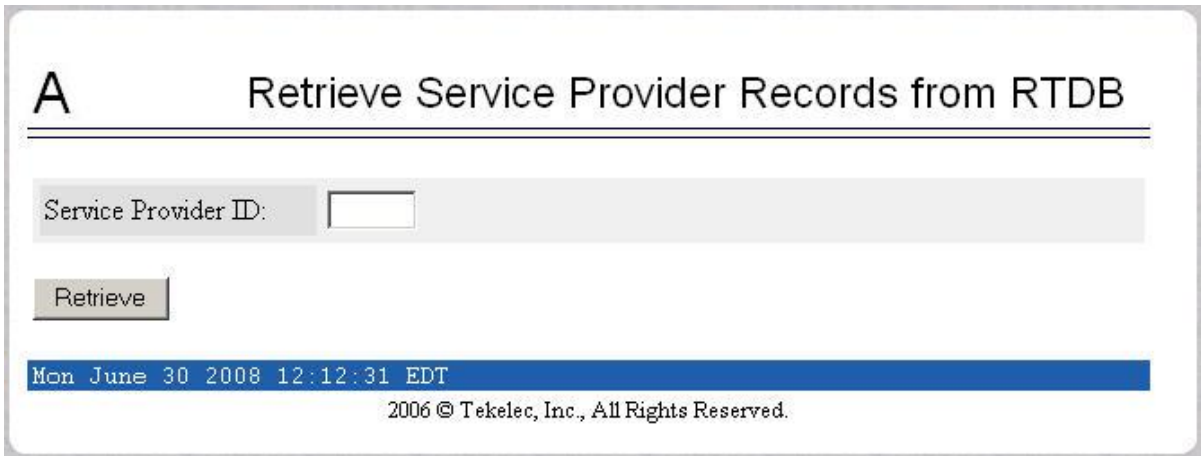 A Retrieve Service Provider Records from RTDB
Service Provider ID:
Retrieve
Mon June 30 2008 12:12:31 EDT
2006 © Tekelec, Inc., All Rights Reserved.